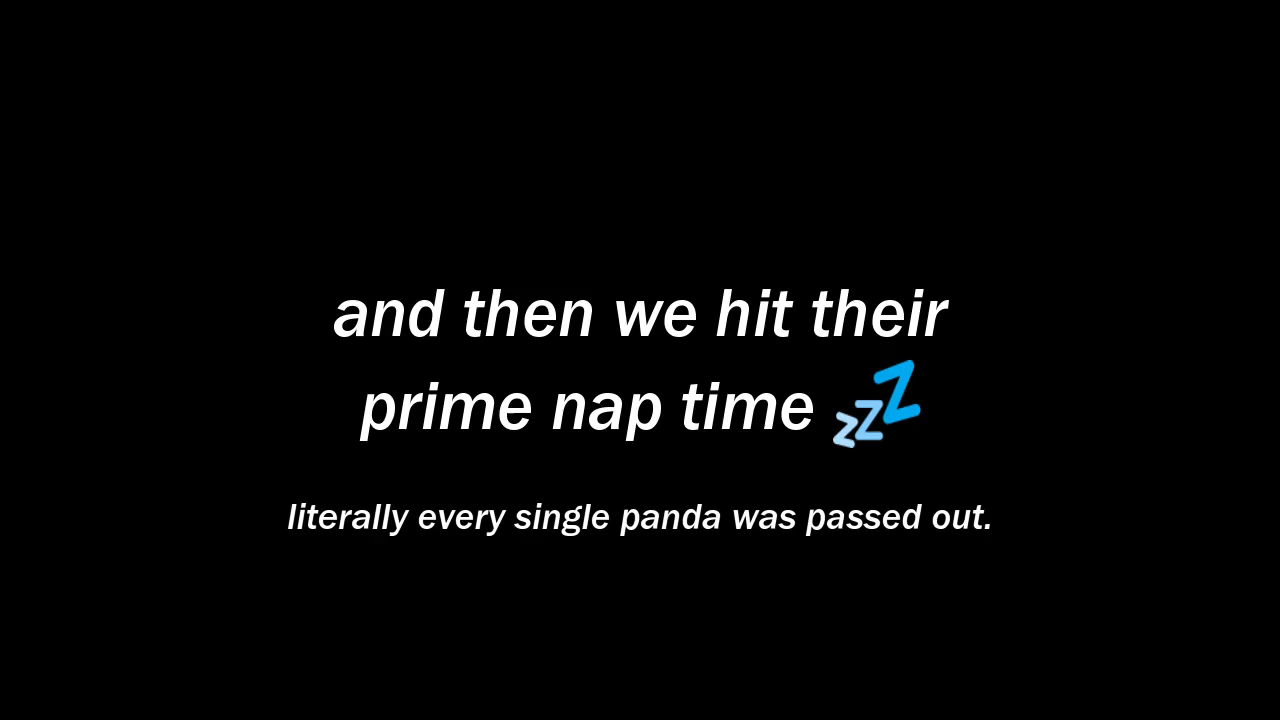 and then we hit their
prime nap time 💤
literally every single panda was passed out.